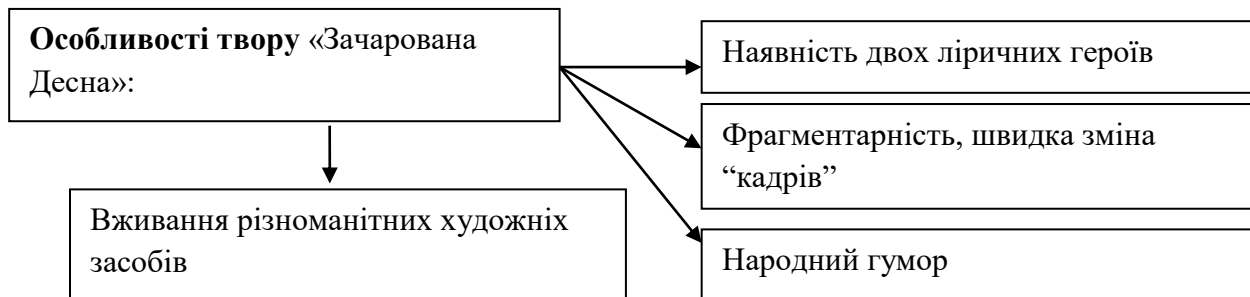 Особливості твору «Зачарована
Десна»:
Наявність двох ліричних героїв
Фрагментарність, швидка зміна
“кадрів”
Вживання різноманітних художніх
засобів
Народний гумор